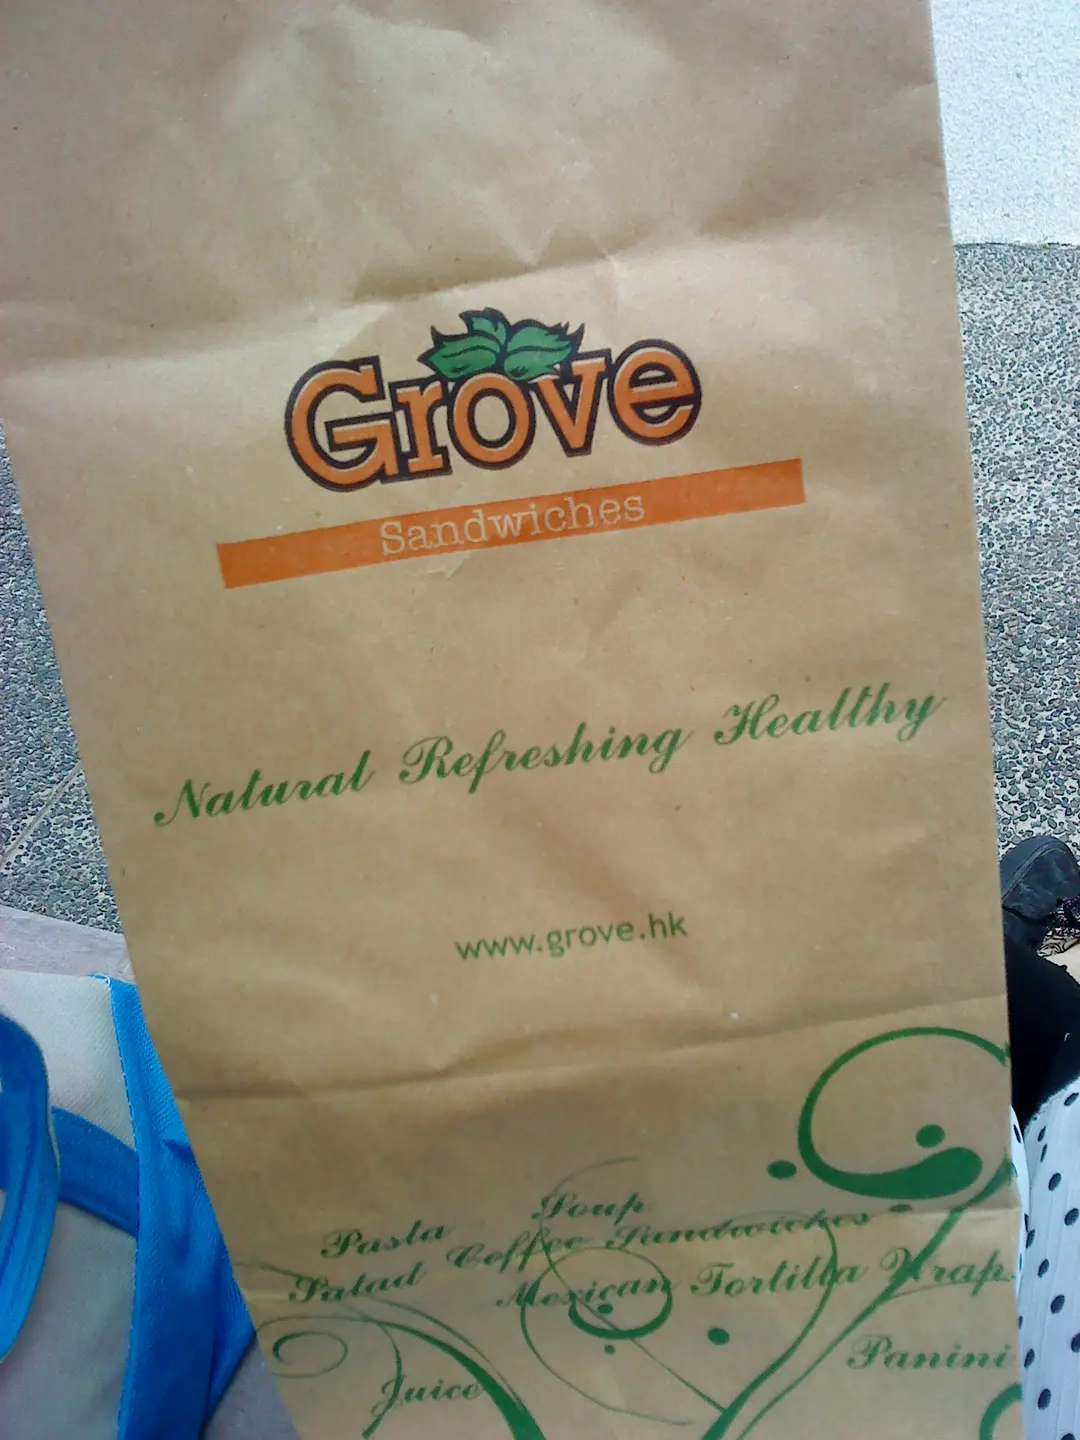 Grove
Sandwiches
Natural Refreshing Healthy
www.grove.hk
Soup
Pasta Coffee Sandwiches
Salad Mexican Tortilla Wrap
Panini
Juice